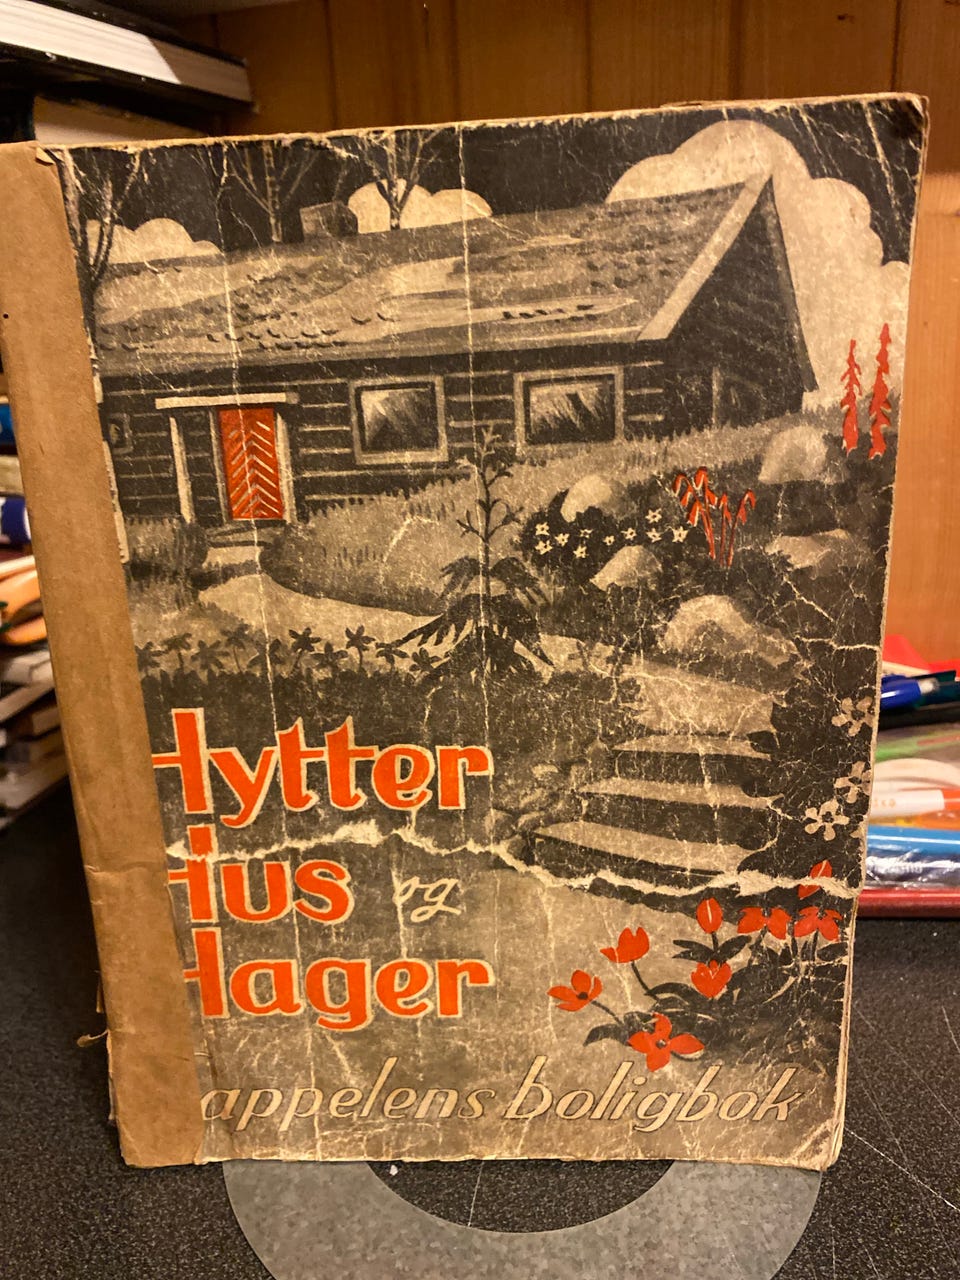 Hytter
Hus og
Hager
appelens boligbok